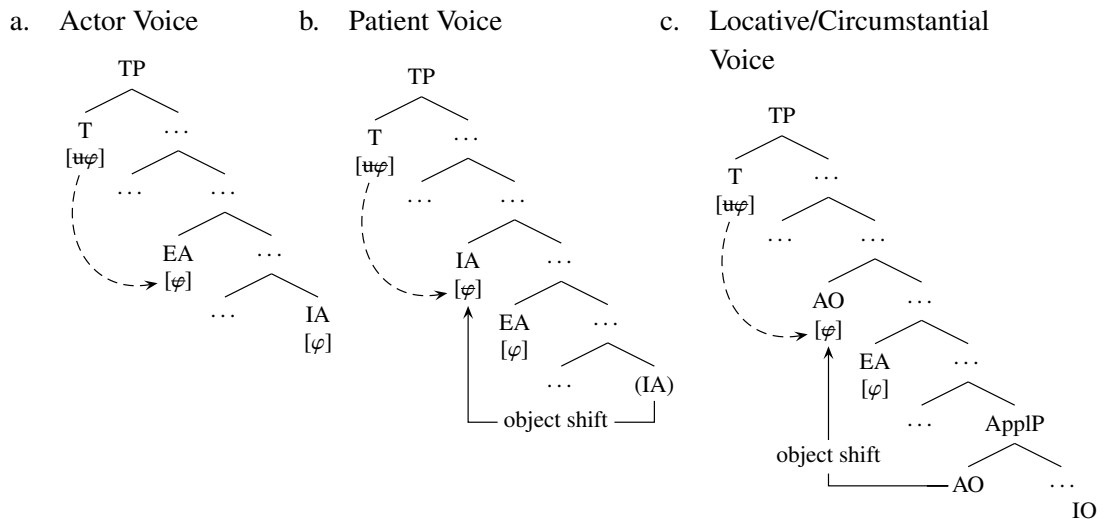 a. Actor Voice
TP
T
[uφ]
· · ·
· · ·
· · ·
EA
[φ]
· · ·
· · ·
IA
[φ]
b. Patient Voice
TP
T
[uφ]
· · ·
· · ·
· · ·
IA
[φ]
· · ·
EA
[φ]
· · ·
· · ·
(IA)
object shift
c. Locative/Circumstantial
Voice
TP
T
[uφ]
· · ·
· · ·
· · ·
AO
[φ]
· · ·
EA
[φ]
· · ·
· · ·
ApplP
object shift
AO
· · ·
IO